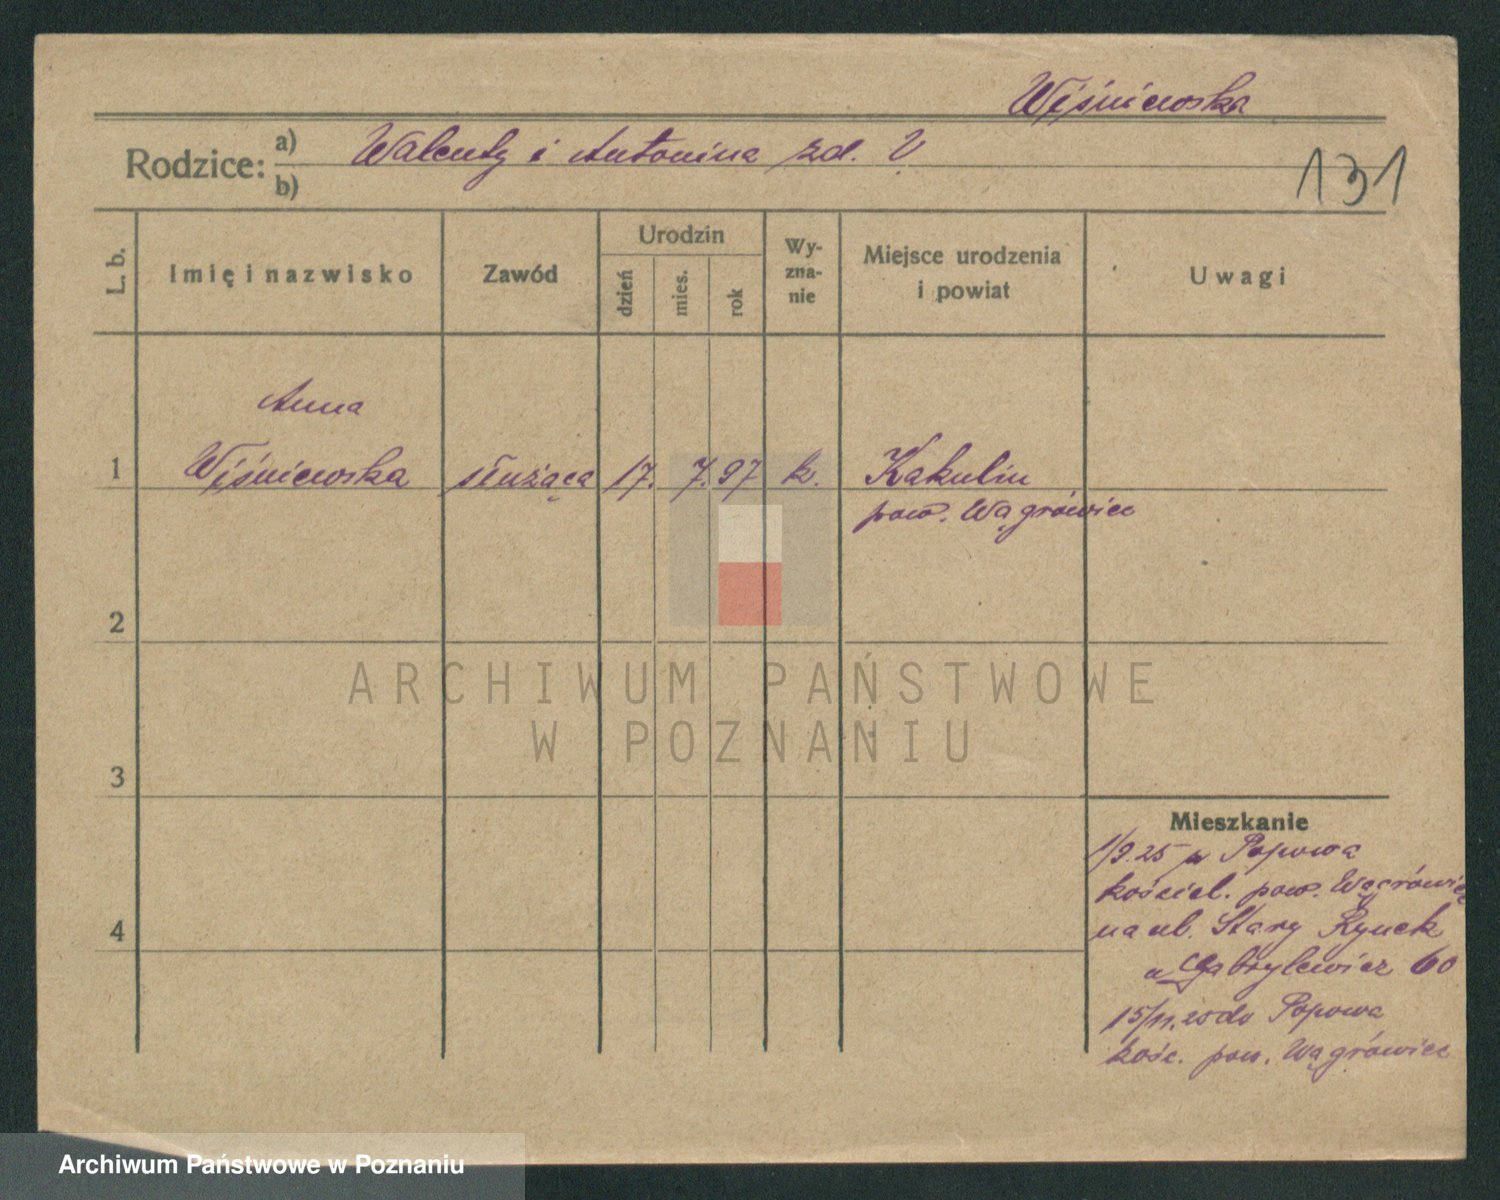 Wiśniewska
Rodzice: a) Walenty i Antonina zd. ?
b)
131
L. b.
Imię i nazwisko
Zawód
Urodzin
dzień
mies.
rok
Wy-
zna-
nie
Miejsce urodzenia
i powiat
Uwagi
Anna
1 Wiśniewska służąca 17. 7. 97 k. Kakulin
pow. Wągrówiec
2
ARCHIWUM PAŃSTWOWE
W POZNANIU
3
Mieszkanie
1/9.25 z Popowa
kościel. pow. Wągrówiec
4
na ul. Stary Rynek
u Gabrylewicz 60
15/11.25 do Popowa
kośc. pow. Wągrówiec
Archiwum Państwowe w Poznaniu